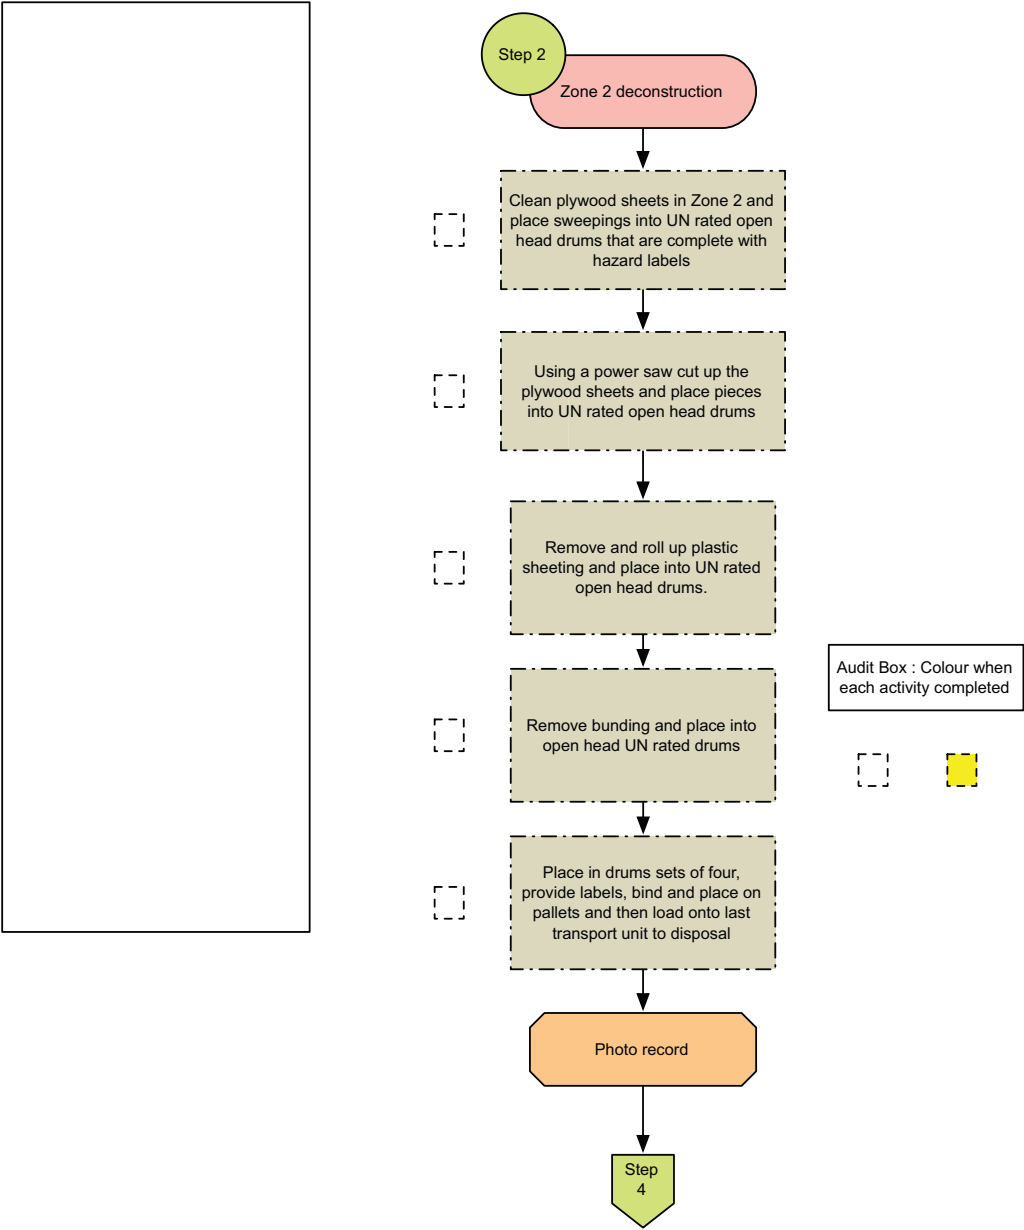 Step 2
Zone 2 deconstruction
Clean plywood sheets in Zone 2 and
place sweepings into UN rated open
head drums that are complete with
hazard labels
Using a power saw cut up the
plywood sheets and place pieces
into UN rated open head drums
Remove and roll up plastic
sheeting and place into UN rated
open head drums.
Audit Box : Colour when
each activity completed
Remove bunding and place into
open head UN rated drums
Place in drums sets of four,
provide labels, bind and place on
pallets and then load onto last
transport unit to disposal
Photo record
Step
4